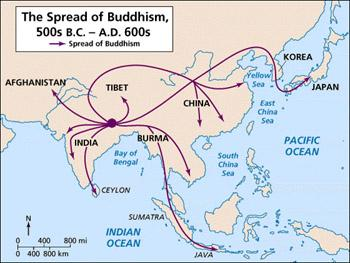 The Spread of Buddhism,
500s B.C. – A.D. 600s
Spread of Buddhism
AFGHANISTAN
TIBET
KOREA
JAPAN
Yellow
Sea
CHINA
East
China
Sea
INDIA
BURMA
Bay of
Bengal
PACIFIC
OCEAN
South
China
Sea
CEYLON
SUMATRA
INDIAN
OCEAN
JAVA
N
0 400 800 mi
0 400 800 km